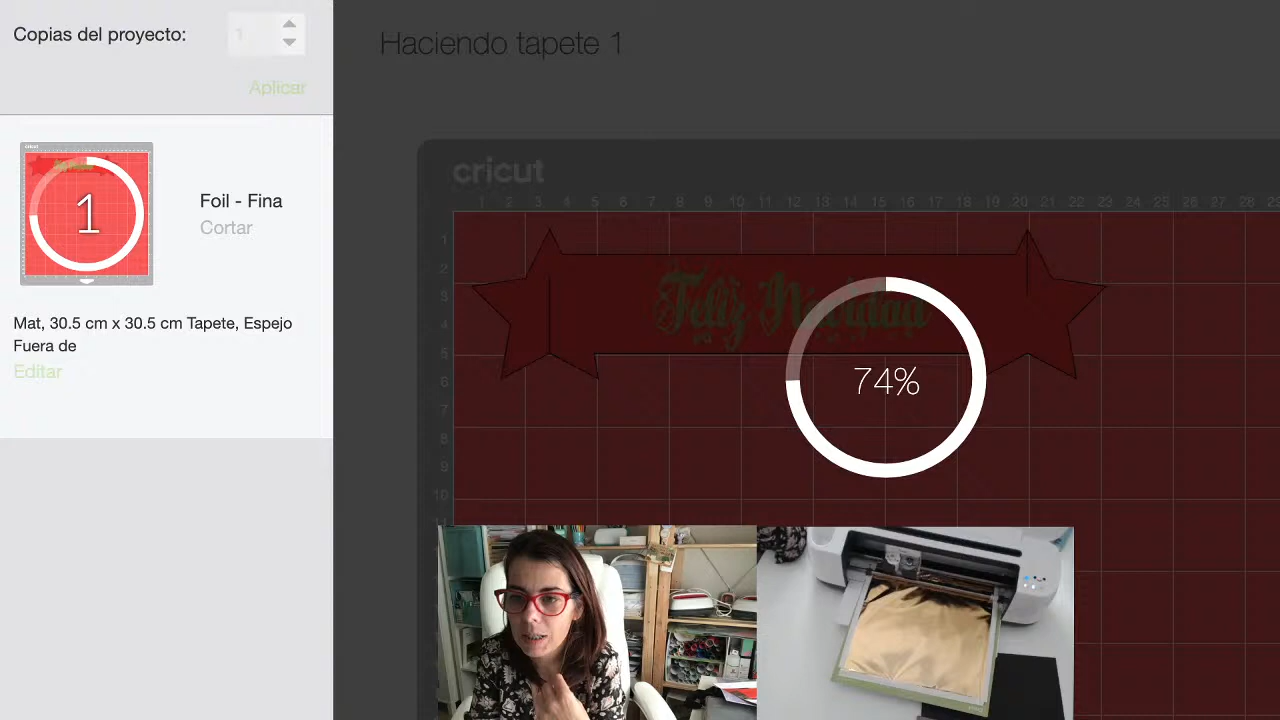 Copias del proyecto:
1
Aplicar
Haciendo tapete 1
cricut
1 2 3 4 5 6 7 8 9 10 11 12 13 14 15 16 17 18 19 20 21 22 23 24 25 26 27 28
1
2
3
4
5
6
7
8
9
10
1
Foil - Fina
Cortar
Feliz Navidad
74%
Mat, 30.5 cm x 30.5 cm Tapete, Espejo
Fuera de
Editar